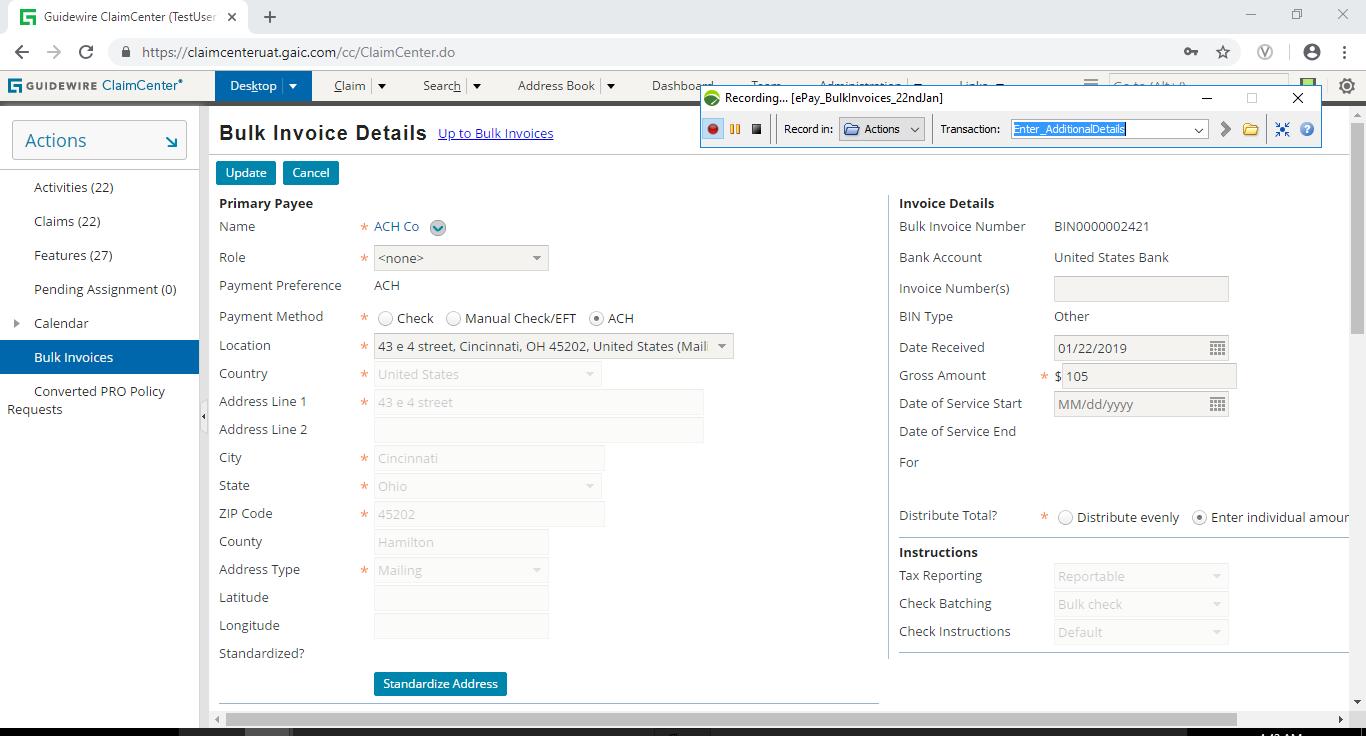 Guidewire ClaimCenter (TestUser
https://claimcenteruat.gaic.com/cc/ClaimCenter.do
GUIDEWIRE ClaimCenter®
Desktop
Claim
Search
Address Book
Dashboa
Team
Administration
Links
Go to (Alt+/)
Recording... [ePay_BulkInvoices_22ndJan]
Record in: Actions
Transaction: Enter_AdditionalDetails
Actions
Activities (22)
Claims (22)
Features (27)
Pending Assignment (0)
Calendar
Bulk Invoices
Converted PRO Policy
Requests
Bulk Invoice Details Up to Bulk Invoices
Update Cancel
Primary Payee
Name * ACH Co
Role * <none>
Payment Preference ACH
Payment Method * Check Manual Check/EFT ACH
Location * 43 e 4 street, Cincinnati, OH 45202, United States (Maili
Country * United States
Address Line 1 * 43 e 4 street
Address Line 2
City * Cincinnati
State * Ohio
ZIP Code * 45202
County Hamilton
Address Type * Mailing
Latitude
Longitude
Standardized?
Standardize Address
Invoice Details
Bulk Invoice Number BIN0000002421
Bank Account United States Bank
Invoice Number(s)
BIN Type Other
Date Received 01/22/2019
Gross Amount * $ 105
Date of Service Start MM/dd/yyyy
Date of Service End
For
Distribute Total? * Distribute evenly Enter individual amour
Instructions
Tax Reporting Reportable
Check Batching Bulk check
Check Instructions Default